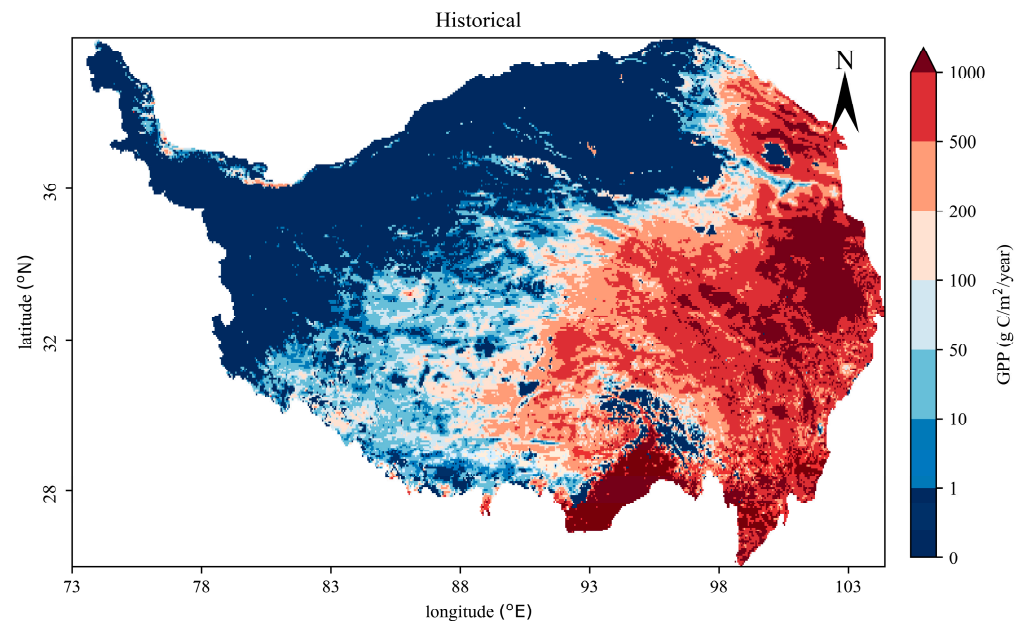 Historical
N
1000
500
200
100
50
10
1
0
GPP (g C/m²/year)
36
32
28
latitude (°N)
73 78 83 88 93 98 103
longitude (°E)